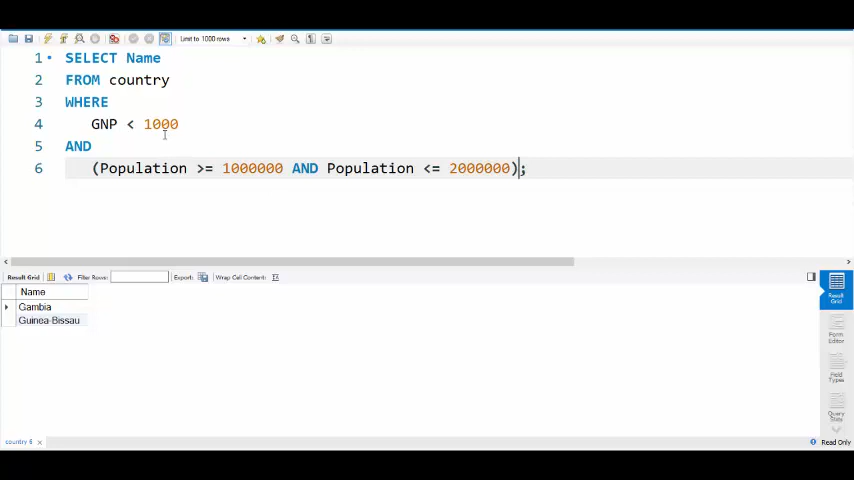 Limit to 1000 rows
1 SELECT Name
2 FROM country
3 WHERE
4 GNP < 1000
5 AND
6 (Population >= 1000000 AND Population <= 2000000);
Result Grid Filter Rows: Export: Wrap Cell Content:
Name
Gambia
Guinea-Bissau
Result
Grid
Form
Editor
Field
Types
Query
Stats
country 6
Read Only